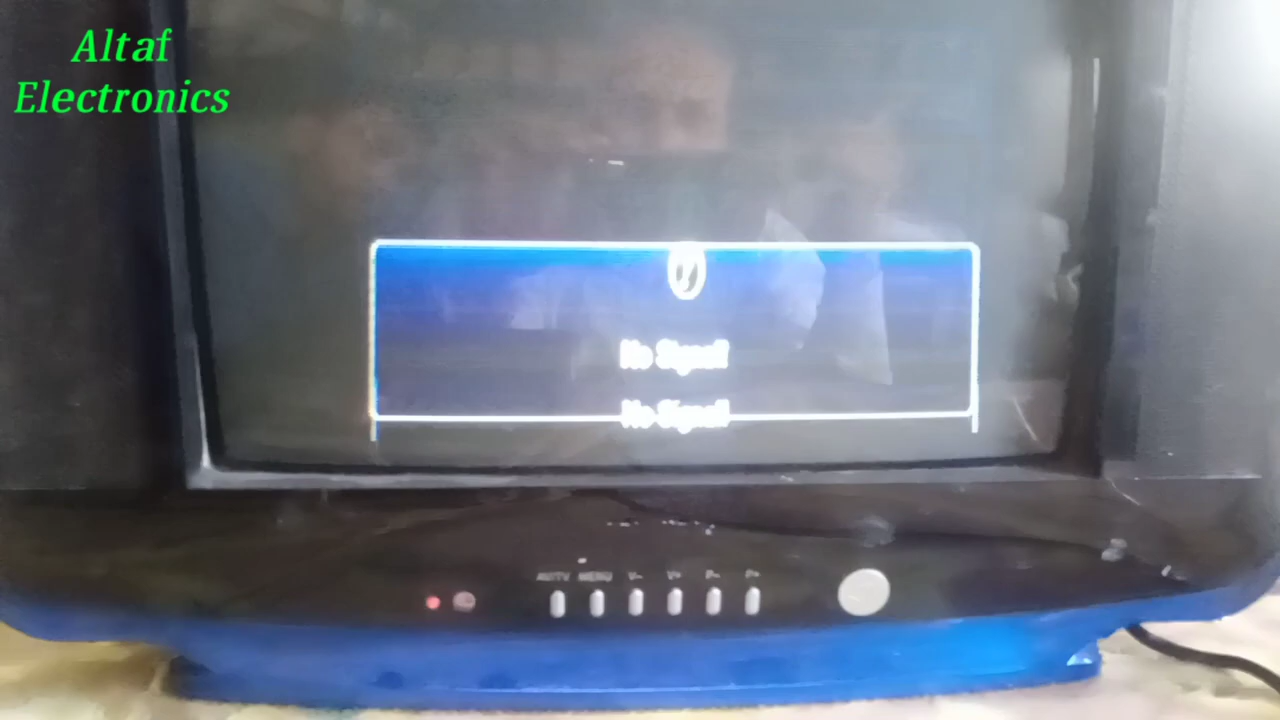 Altaf
Electronics
No Signal!
No Signal!
AV/TV MENU V- V+ P- P+